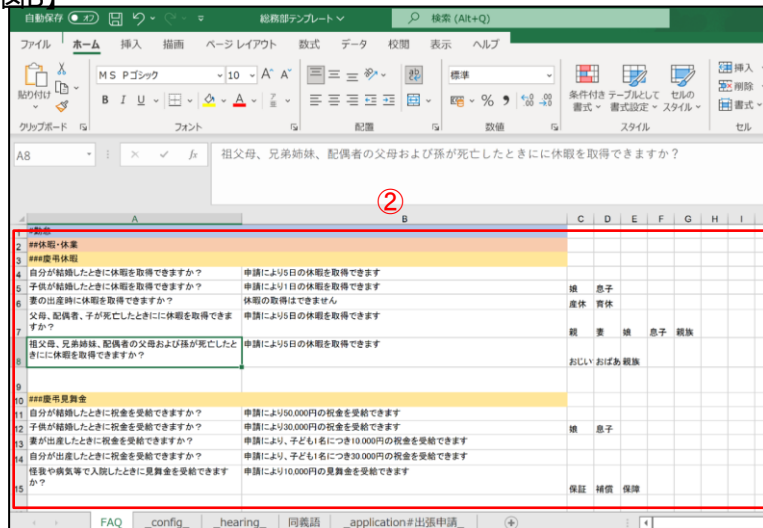 図B】
自動保存 オフ 総務部テンプレート 検索 (Alt+Q)
ファイル ホーム 挿入 描画 ページ レイアウト 数式 データ 校閲 表示 ヘルプ
貼り付け MS Pゴシック 10 A^ A˅ ab 標準 条件付き書式 テーブルとして書式設定 セルのスタイル 挿入 削除 書式
B I U A % 9
クリップボード フォント 配置 数値 スタイル セル
A8 fx 祖父母、兄弟姉妹、配偶者の父母および孫が死亡したときにに休暇を取得できますか?
②
A B C D E F G H I
1
2 ##休暇・休業
3 ###慶弔休暇
4 自分が結婚したときに休暇を取得できますか? 申請により5日の休暇を取得できます
5 子供が結婚したときに休暇を取得できますか? 申請により1日の休暇を取得できます 娘 息子
6 妻の出産時に休暇を取得できますか? 休暇の取得はできません 産休 育休
7 父母、配偶者、子が死亡したときにに休暇を取得できま 申請により5日の休暇を取得できます
すか? 親 妻 娘 息子 親族
8 祖父母、兄弟姉妹、配偶者の父母および孫が死亡したと 申請により5日の休暇を取得できます
きにに休暇を取得できますか? おじい おばあ 親族
9
10 ###慶弔見舞金
11 自分が結婚したときに祝金を受給できますか? 申請により50,000円の祝金を受給できます
12 子供が結婚したときに祝金を受給できますか? 申請により30,000円の祝金を受給できます 娘 息子
13 妻が出産したときに祝金を受給できますか? 申請により、子ども1名につき10,000円の祝金を受給できます
14 自分が出産したときに祝金を受給できますか? 申請により、子ども1名につき30,000円の祝金を受給できます
15 怪我や病気等で入院したときに見舞金を受給できます 申請により10,000円の見舞金を受給できます
か? 保証 補償 保障
FAQ _config_ _hearing_ 同義語 _application#出張申請_